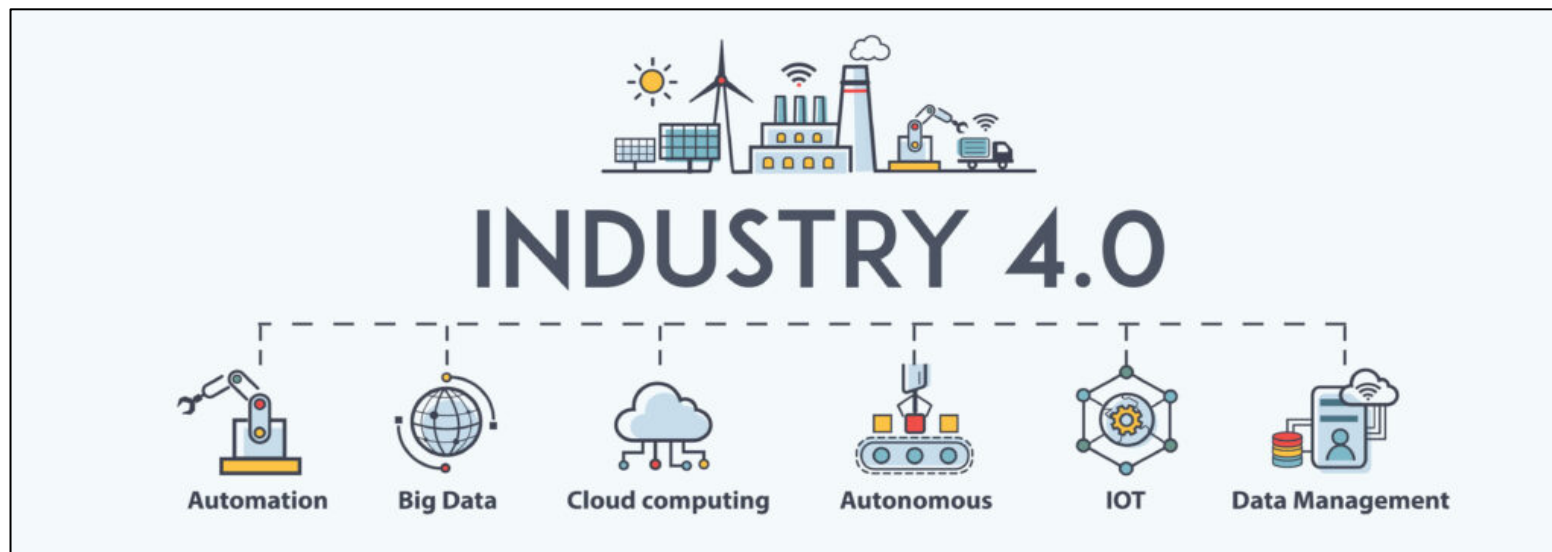 INDUSTRY 4.0
Automation
Big Data
Cloud computing
Autonomous
IOT
Data Management